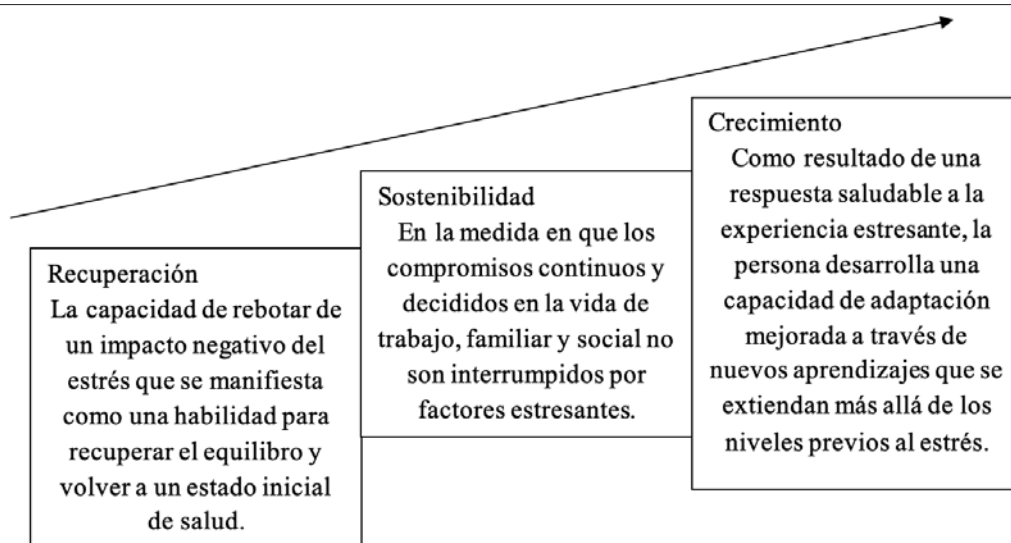 Recuperación
La capacidad de rebotar de
un impacto negativo del
estrés que se manifiesta
como una habilidad para
recuperar el equilibro y
volver a un estado inicial
de salud.
Sostenibilidad
En la medida en que los
compromisos continuos y
decididos en la vida de
trabajo, familiar y social no
son interrumpidos por
factores estresantes.
Crecimiento
Como resultado de una
respuesta saludable a la
experiencia estresante, la
persona desarrolla una
capacidad de adaptación
mejorada a través de
nuevos aprendizajes que se
extiendan más allá de los
niveles previos al estrés.